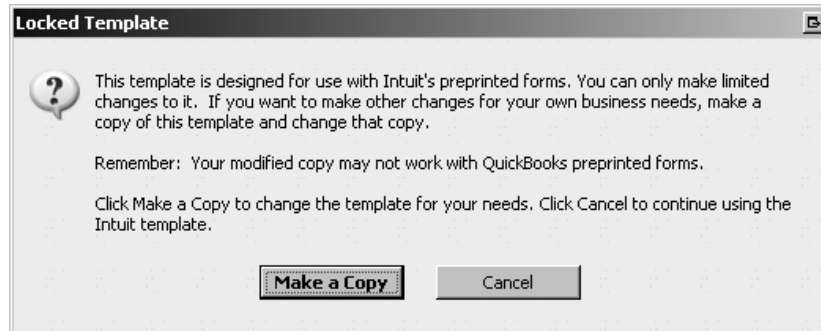 Locked Template
This template is designed for use with Intuit's preprinted forms. You can only make limited
changes to it. If you want to make other changes for your own business needs, make a
copy of this template and change that copy.
Remember: Your modified copy may not work with QuickBooks preprinted forms.
Click Make a Copy to change the template for your needs. Click Cancel to continue using the
Intuit template.
Make a Copy Cancel